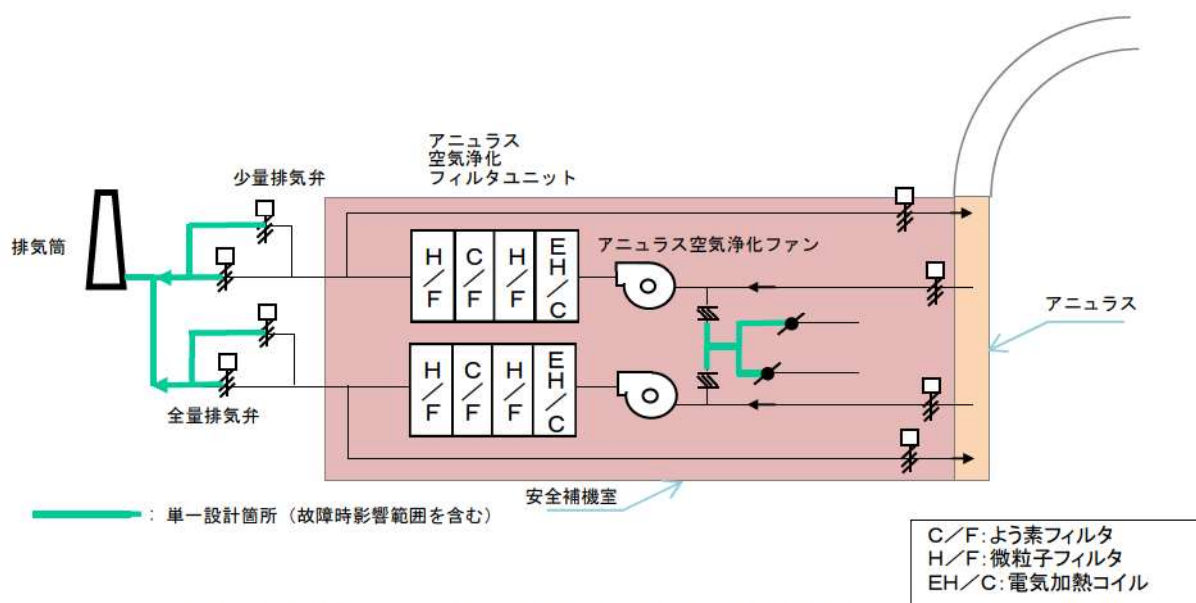 アニュラス
空気浄化
フィルタユニット
少量排気弁
排気筒
アニュラス空気浄化ファン
H/F
C/F
H/F
EH/C
アニュラス
H/F
C/F
H/F
EH/C
全量排気弁
安全補機室
: 単一設計箇所（故障時影響範囲を含む）
C／F：よう素フィルタ
H／F：微粒子フィルタ
EH／C：電気加熱コイル